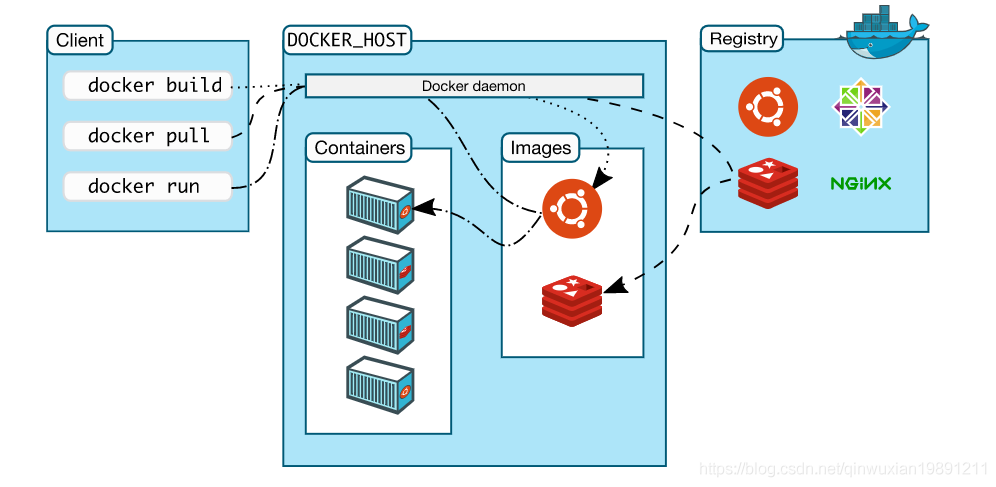 Client
docker build
docker pull
docker run
DOCKER_HOST
Docker daemon
Containers
Images
Registry
NGINX
https://blog.csdn.net/qinwuxian19891211